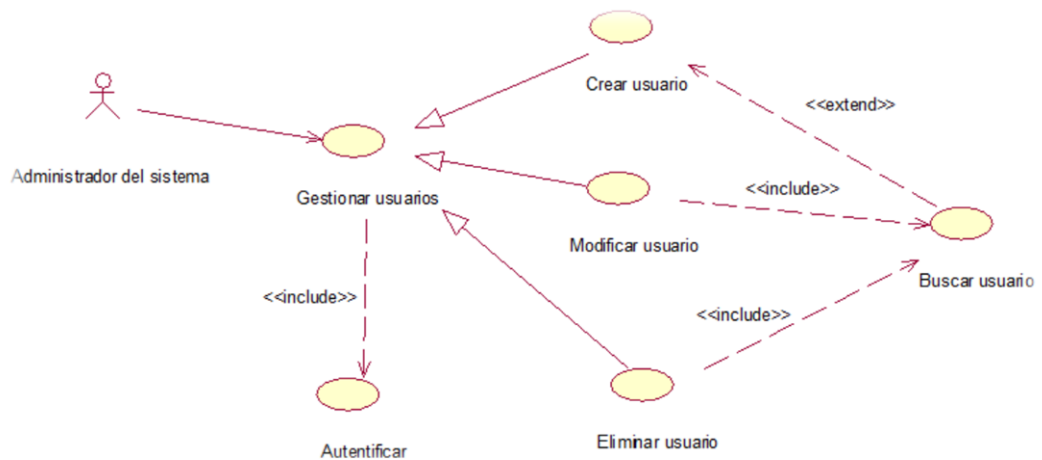 Crear usuario
<<extend>>
Administrador del sistema
Gestionar usuarios
<<include>>
Modificar usuario
Buscar usuario
<<include>>
<<include>>
Eliminar usuario
Autentificar